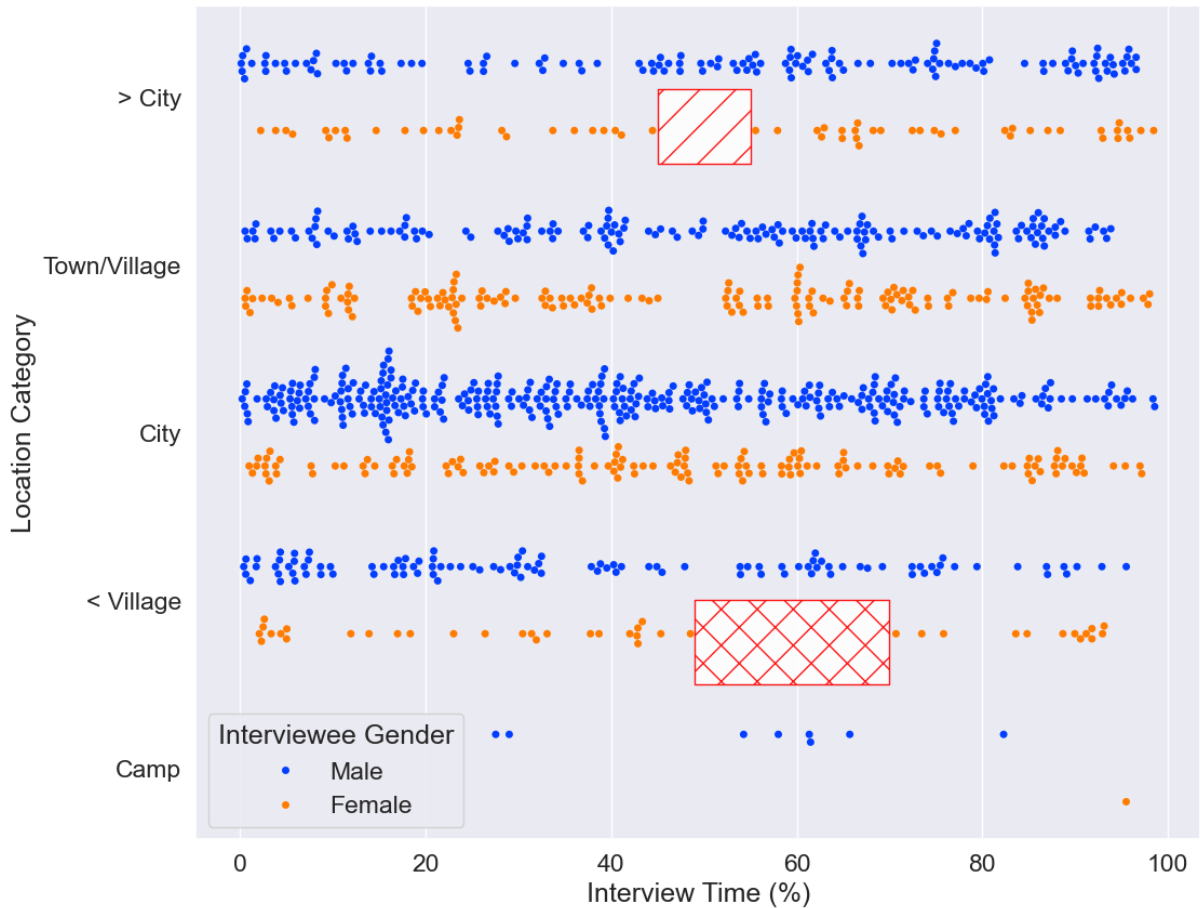 > City
Town/Village
City
< Village
Camp
Location Category
Interviewee Gender
Male
Female
0 20 40 60 80 100
Interview Time (%)